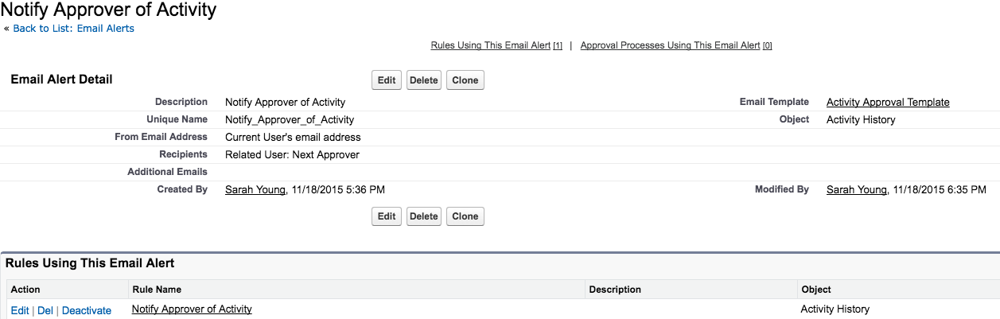 Notify Approver of Activity
« Back to List: Email Alerts
Rules Using This Email Alert [1] | Approval Processes Using This Email Alert [0]
Email Alert Detail Edit Delete Clone
Description Notify Approver of Activity Email Template Activity Approval Template
Unique Name Notify_Approver_of_Activity Object Activity History
From Email Address Current User's email address
Recipients Related User: Next Approver
Additional Emails
Created By Sarah Young, 11/18/2015 5:36 PM Modified By Sarah Young, 11/18/2015 6:35 PM
Edit Delete Clone
Rules Using This Email Alert
Action Rule Name Description Object
Edit | Del | Deactivate Notify Approver of Activity Activity History